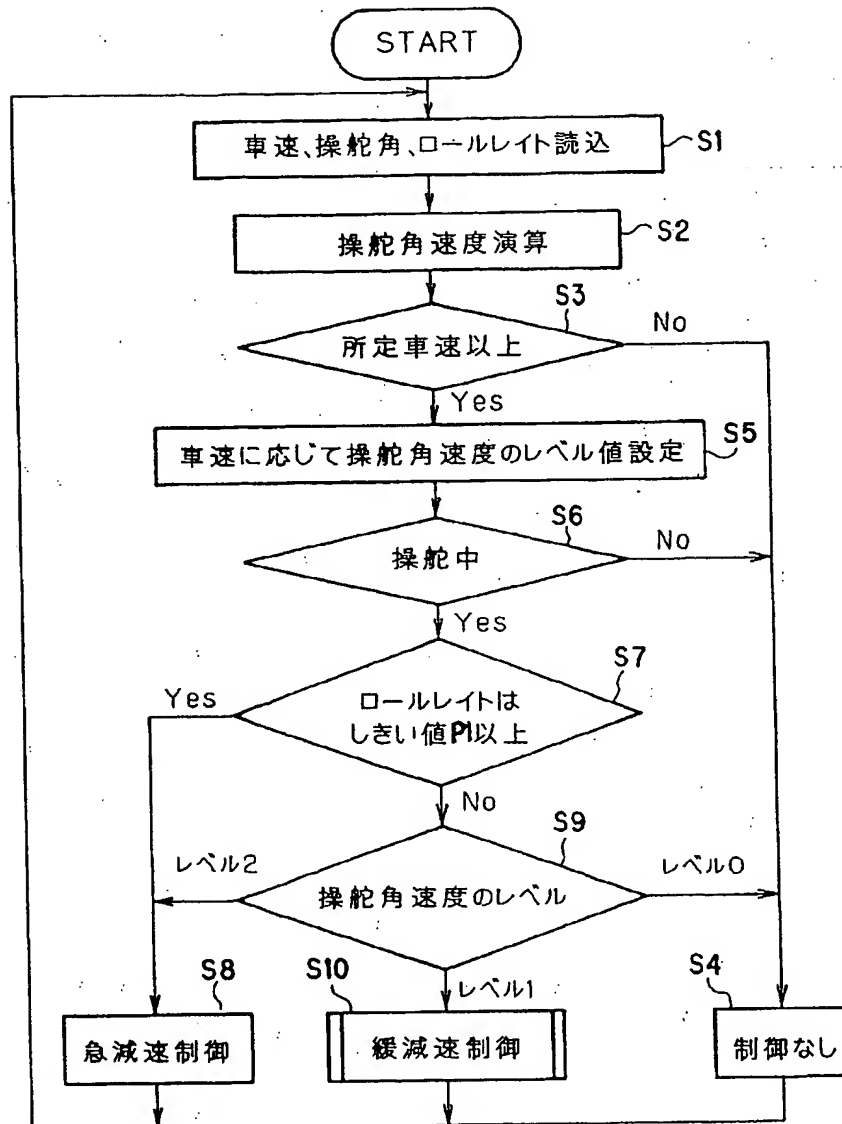 START
車速、操舵角、ロールレイト読込
S1
操舵角速度演算
S2
S3
所定車速以上
No
Yes
車速に応じて操舵角速度のレベル値設定
S5
S6
操舵中
No
Yes
S7
Yes
ロールレイトは
しきい値P1以上
No
S9
レベル2
操舵角速度のレベル
レベル0
レベル1
S8
急減速制御
S10
緩減速制御
S4
制御なし